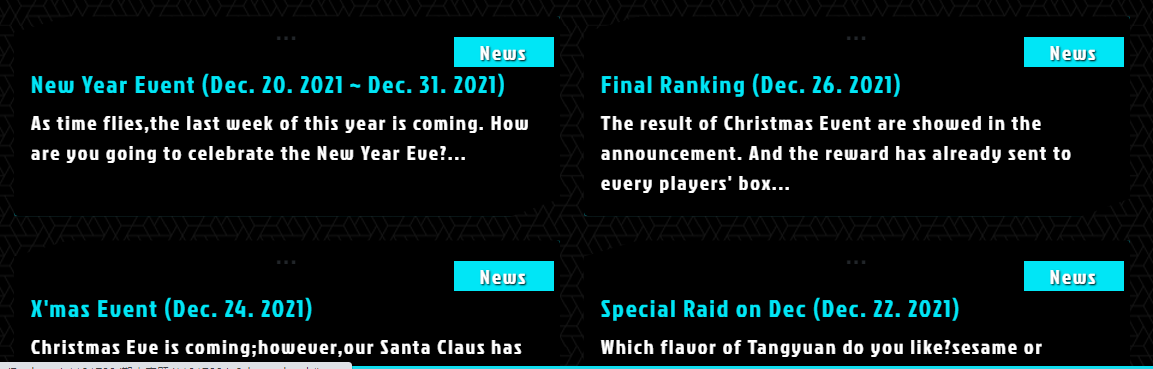 ...
News
New Year Event (Dec. 20. 2021 ~ Dec. 31. 2021)
As time flies,the last week of this year is coming. How
are you going to celebrate the New Year Eve?...
...
News
Final Ranking (Dec. 26. 2021)
The result of Christmas Event are showed in the
announcement. And the reward has already sent to
every players' box...
...
News
X'mas Event (Dec. 24. 2021)
Christmas Eve is coming;however,our Santa Claus has
...
News
Special Raid on Dec (Dec. 22. 2021)
Which flavor of Tangyuan do you like?sesame or